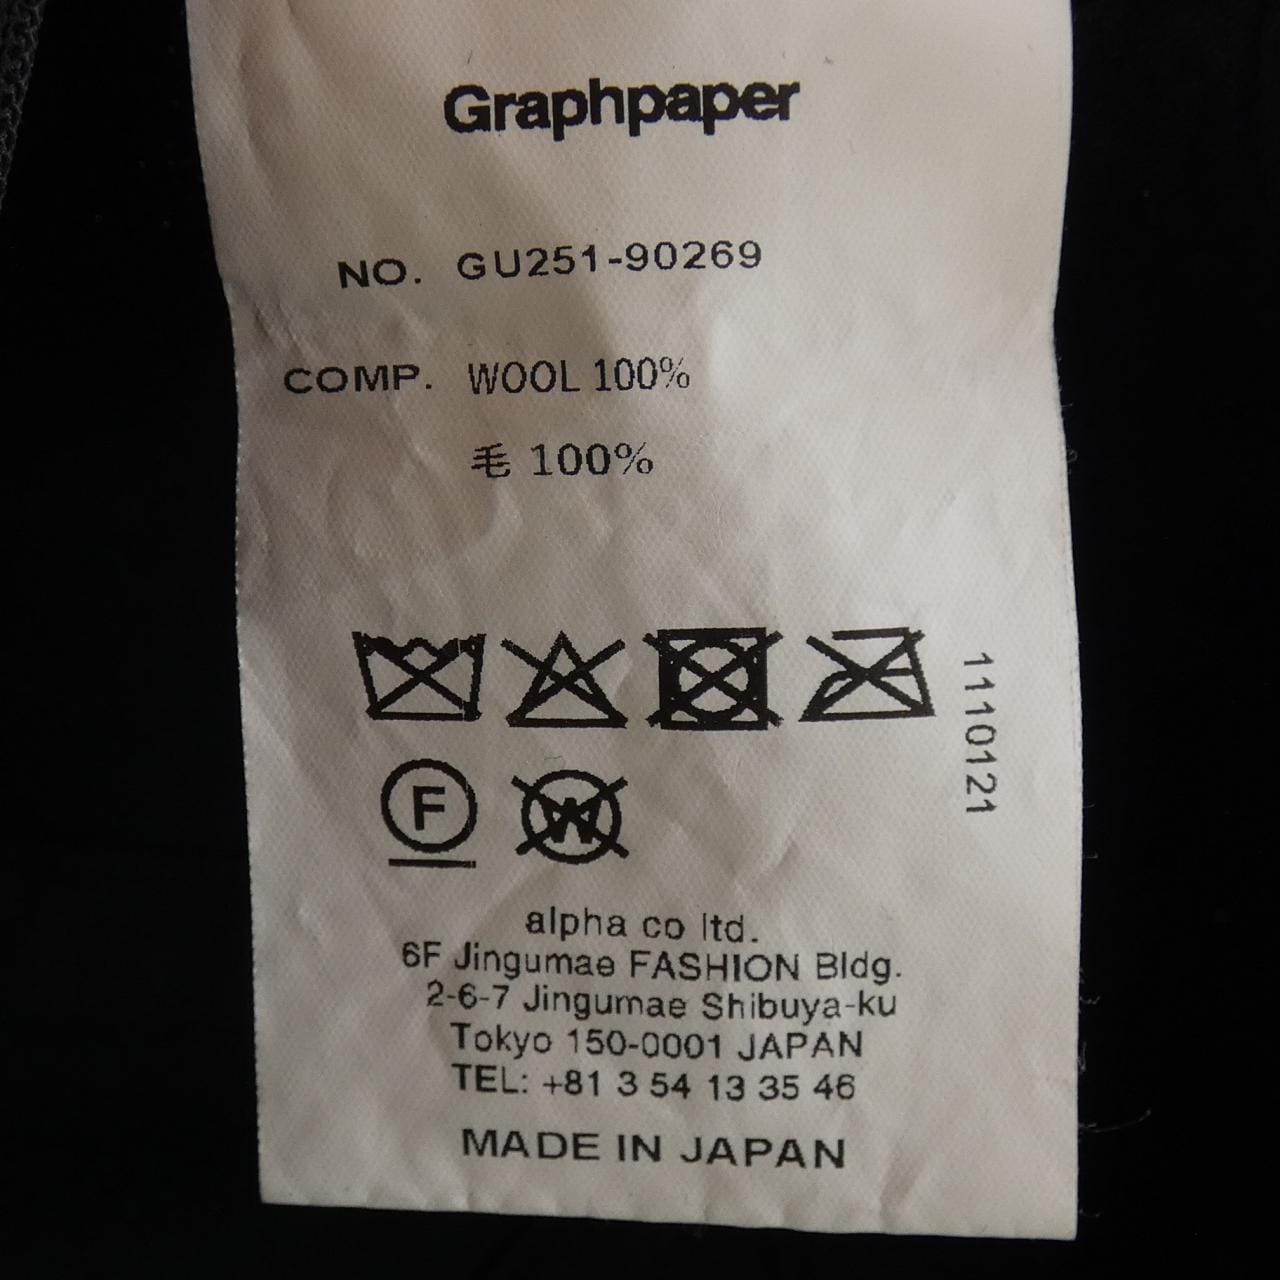 Graphpaper
NO. GU251-90269
COMP. WOOL 100%
毛 100%
1110121
F
W
alpha co ltd.
6F Jingumae FASHION Bldg.
2-6-7 Jingumae Shibuya-ku
Tokyo 150-0001 JAPAN
TEL: +81 3 54 13 35 46
MADE IN JAPAN